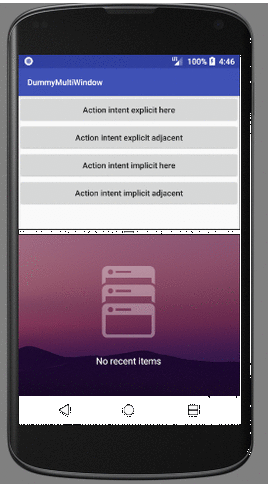 100% 4:46
DummyMultiWindow
Action intent explicit here
Action intent explicit adjacent
Action intent implicit here
Action intent implicit adjacent
No recent items